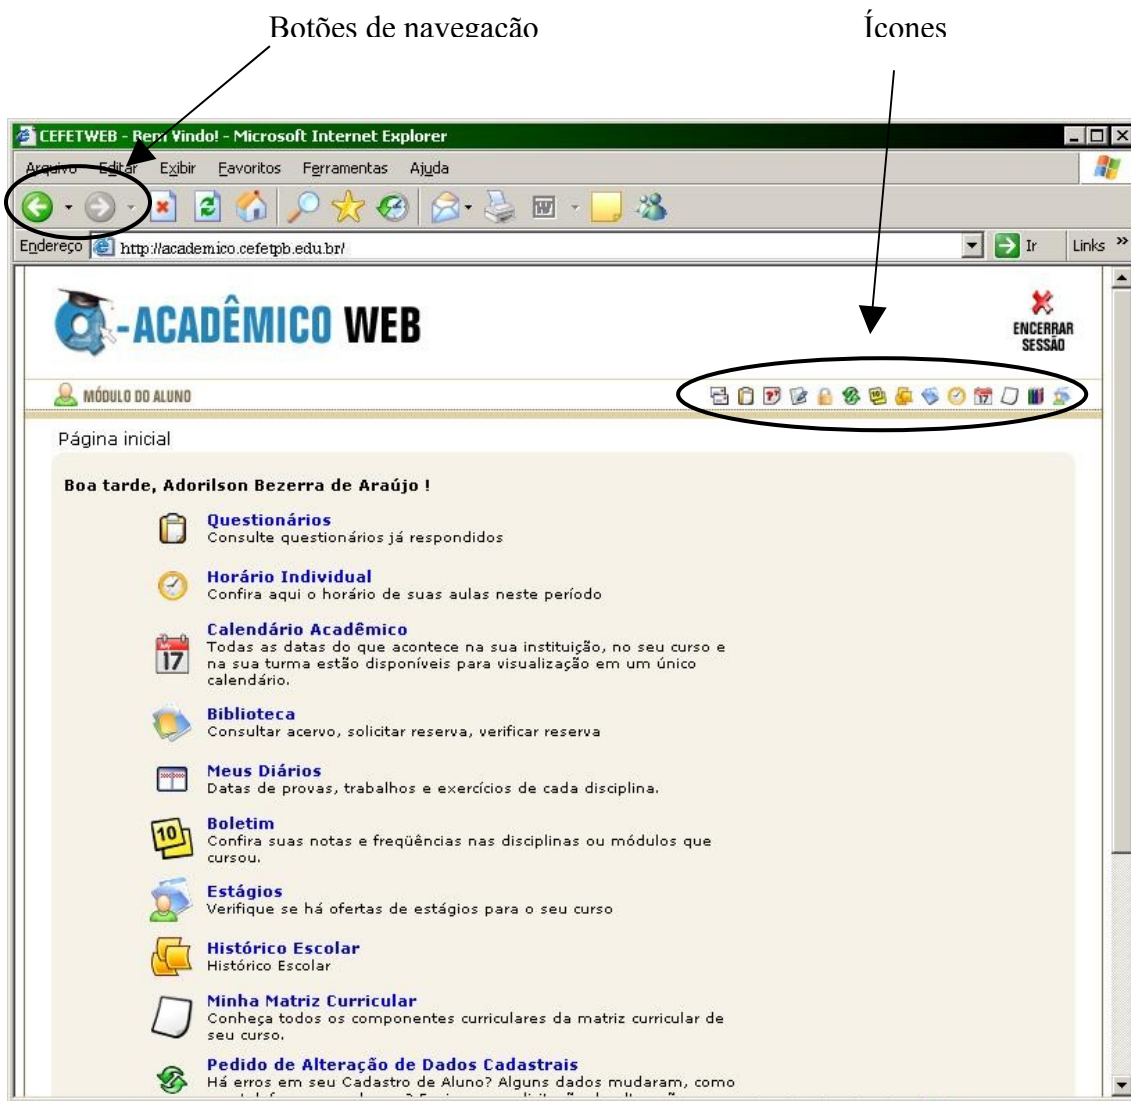 Botões de navegação
Ícones
CEFETWEB - Bem Vindo! - Microsoft Internet Explorer
Arquivo Editar Exibir Favoritos Ferramentas Ajuda
Endereço http://academico.cefetpb.edu.br/ Ir Links »
Q-ACADÊMICO WEB
ENCERRAR
SESSÃO
MÓDULO DO ALUNO
Página inicial
Boa tarde, Adorilson Bezerra de Araújo !
Questionários
Consulte questionários já respondidos
Horário Individual
Confira aqui o horário de suas aulas neste período
17
Calendário Acadêmico
Todas as datas do que acontece na sua instituição, no seu curso e
na sua turma estão disponíveis para visualização em um único
calendário.
Biblioteca
Consultar acervo, solicitar reserva, verificar reserva
Meus Diários
Datas de provas, trabalhos e exercícios de cada disciplina.
10
Boletim
Confira suas notas e freqüências nas disciplinas ou módulos que
cursou.
Estágios
Verifique se há ofertas de estágios para o seu curso
Histórico Escolar
Histórico Escolar
Minha Matriz Curricular
Conheça todos os componentes curriculares da matriz curricular de
seu curso.
Pedido de Alteração de Dados Cadastrais
Há erros em seu Cadastro de Aluno? Alguns dados mudaram, como